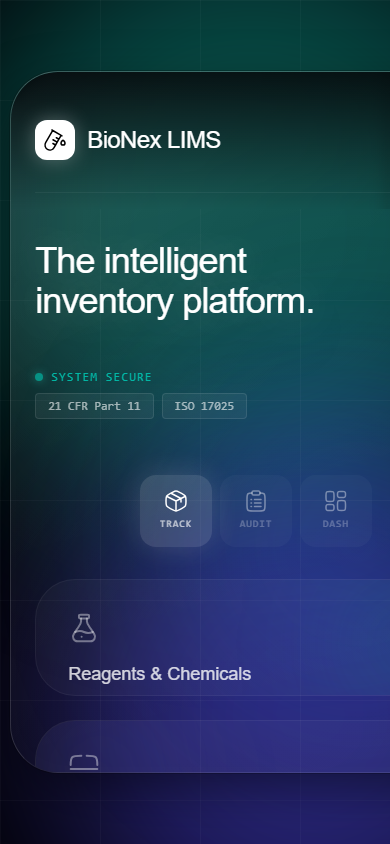 BioNex LIMS
The intelligent
inventory platform.
SYSTEM SECURE
21 CFR Part 11
ISO 17025
TRACK
AUDIT
DASH
Reagents & Chemicals